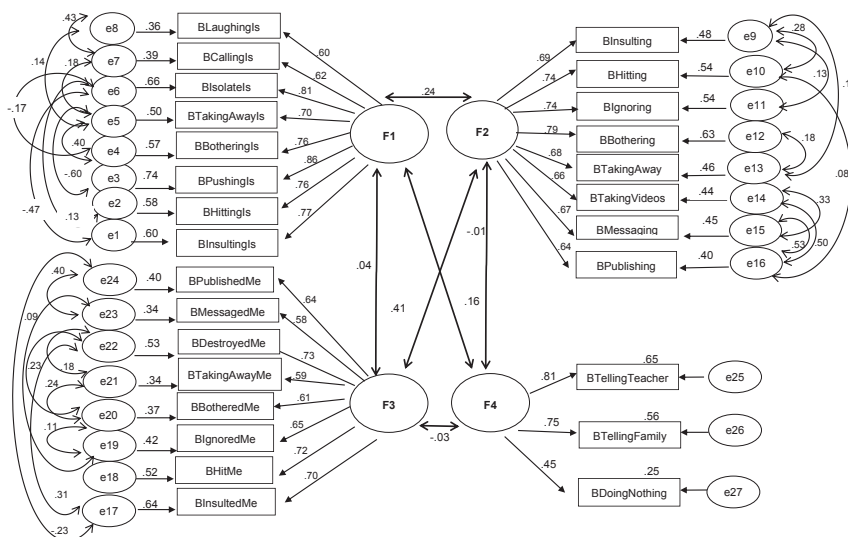 .43
e8 .36 BLaughingIs .60
.14
.18
e7 .39 BCallingIs .62
e6 .66 BIsolateIs .81
-.17
e5 .50 BTakingAwayIs .70
.40
e4 .57 BBotheringIs .76
-.60
e3 .74 BPushingIs .86
e2 .58 BHittingIs .76
-.47
.13
e1 .60 BInsultingIs .77
F1
.24
F2
.69 BInsulting .48 e9
.28
.74 BHitting .54 e10
.13
.74 BIgnoring .54 e11
.79 BBothering .63 e12
.18
.68 BTakingAway .46 e13
.66 BTakingVideos .44 e14
.08
.33
.67 BMessaging .45 e15
.53
.50
.64 BPublishing .40 e16
.04
.41
-.01
.16
.40
e24 .40 BPublishedMe .64
.09
e23 .34 BMessagedMe .58
e22 .53 BDestroyedMe .73
.23
.18
e21 .34 BTakingAwayMe .59
.24
e20 .37 BBotheredMe .61
.11
e19 .42 BIgnoredMe .65
e18 .52 BHitMe .72
.31
e17 .64 BInsultedMe .70
-.23
F3
-.03
F4
.65
.81 BTellingTeacher e25
.56
.75 BTellingFamily e26
.25
.45 BDoingNothing e27